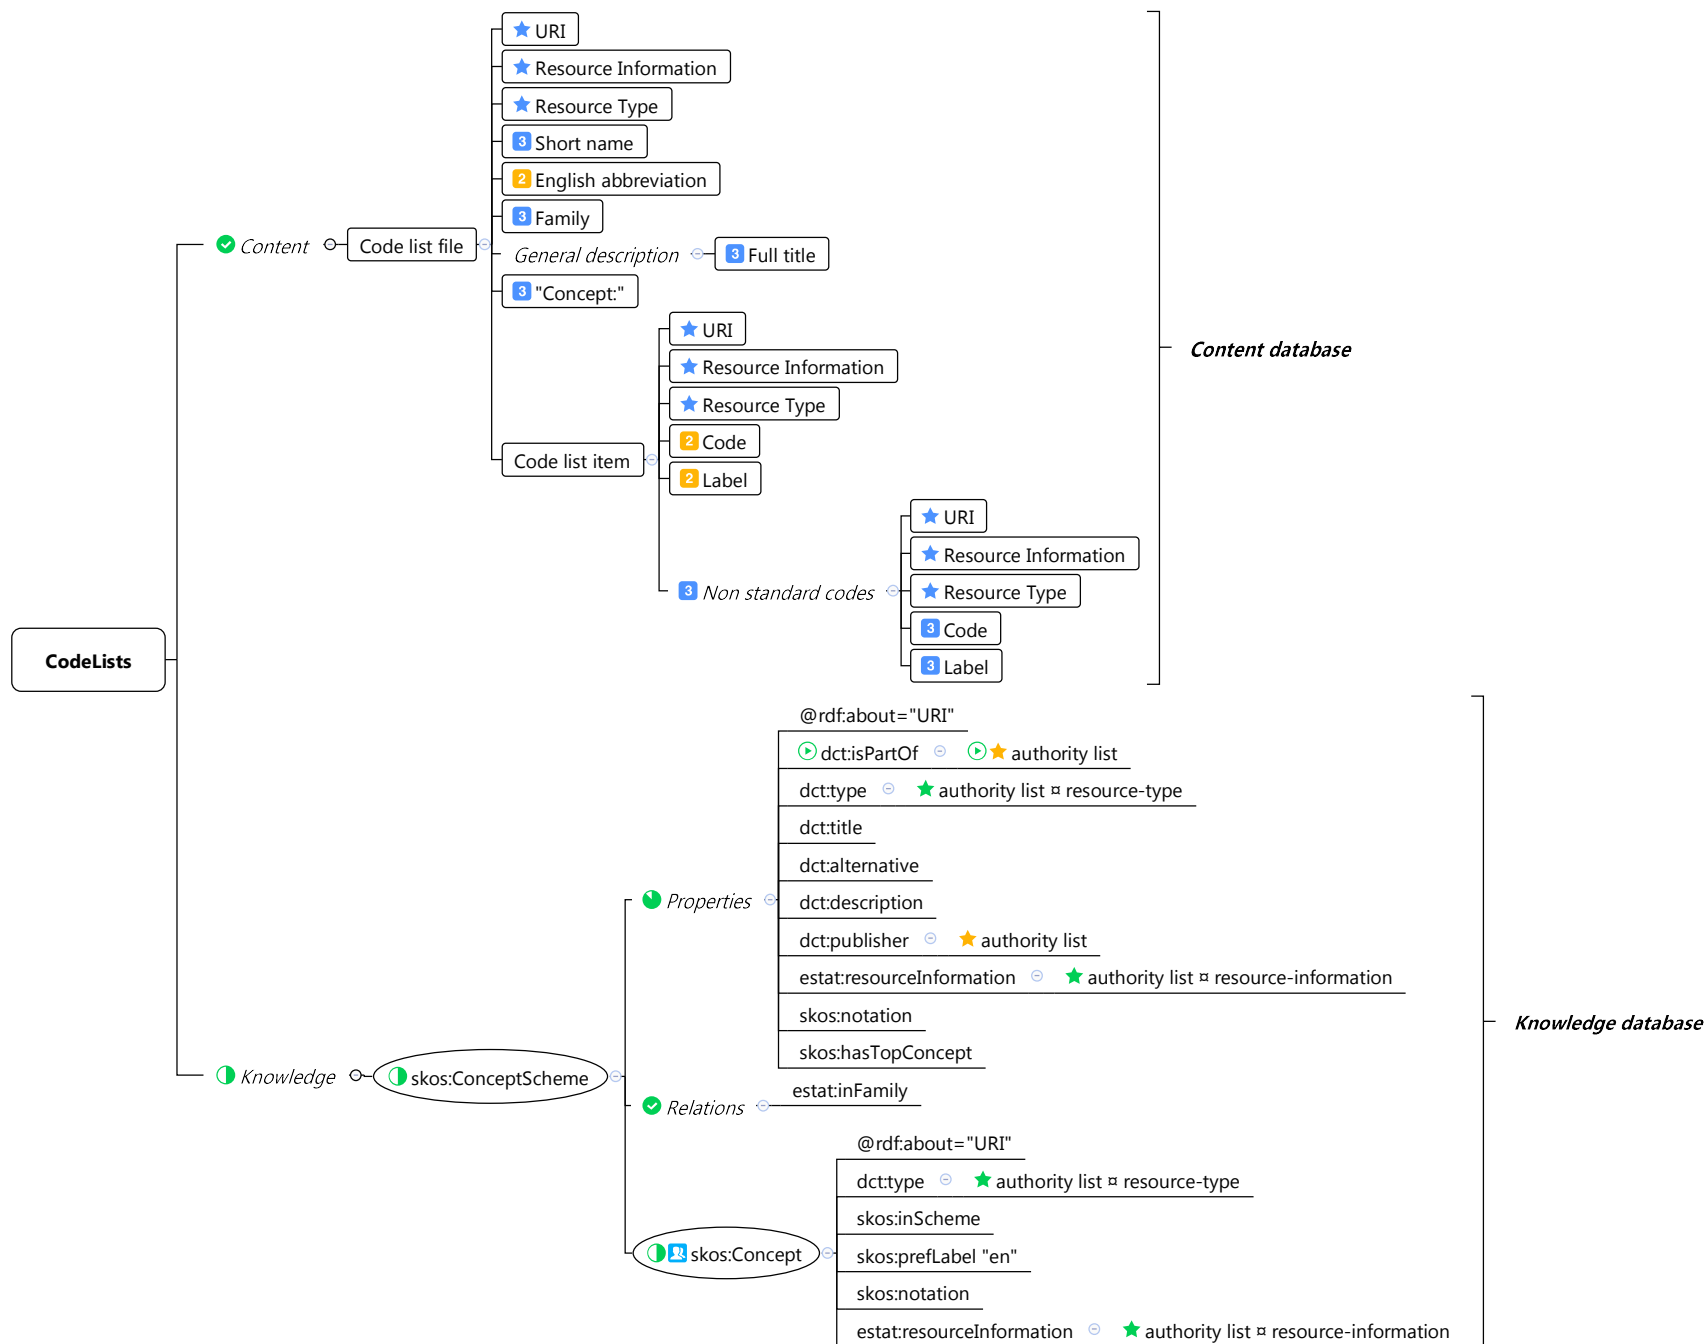 URI
Resource Information
Resource Type
3 Short name
2 English abbreviation
3 Family
Content
Code list file
General description
3 Full title
3 "Concept:"
URI
Resource Information
Resource Type
2 Code
Code list item
2 Label
URI
Resource Information
3 Non standard codes
Resource Type
3 Code
3 Label
Content database
CodeLists
@rdf:about="URI"
dct:isPartOf authority list
dct:type authority list ¤ resource-type
dct:title
dct:alternative
Properties
dct:description
dct:publisher authority list
estat:resourceInformation authority list ¤ resource-information
skos:notation
skos:hasTopConcept
Knowledge
skos:ConceptScheme
Relations
estat:inFamily
Knowledge database
@rdf:about="URI"
dct:type authority list ¤ resource-type
skos:inScheme
skos:Concept
skos:prefLabel "en"
skos:notation
estat:resourceInformation authority list ¤ resource-information